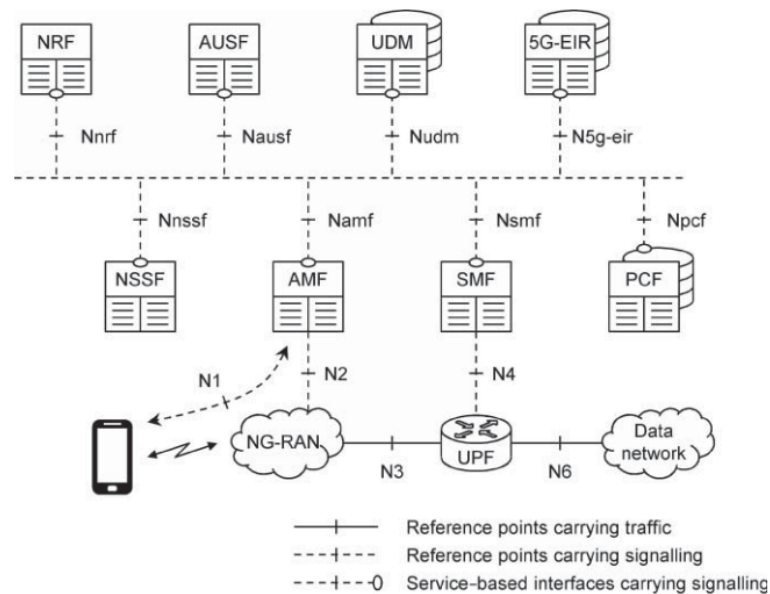 NRF AUSF UDM 5G-EIR
Nnrf Nausf Nudm N5g-eir
Nnssf Namf Nsmf Npcf
NSSF AMF SMF PCF
N1 N2 N4
NG-RAN N3 UPF N6 Data network
Reference points carrying traffic
Reference points carrying signalling
Service-based interfaces carrying signalling